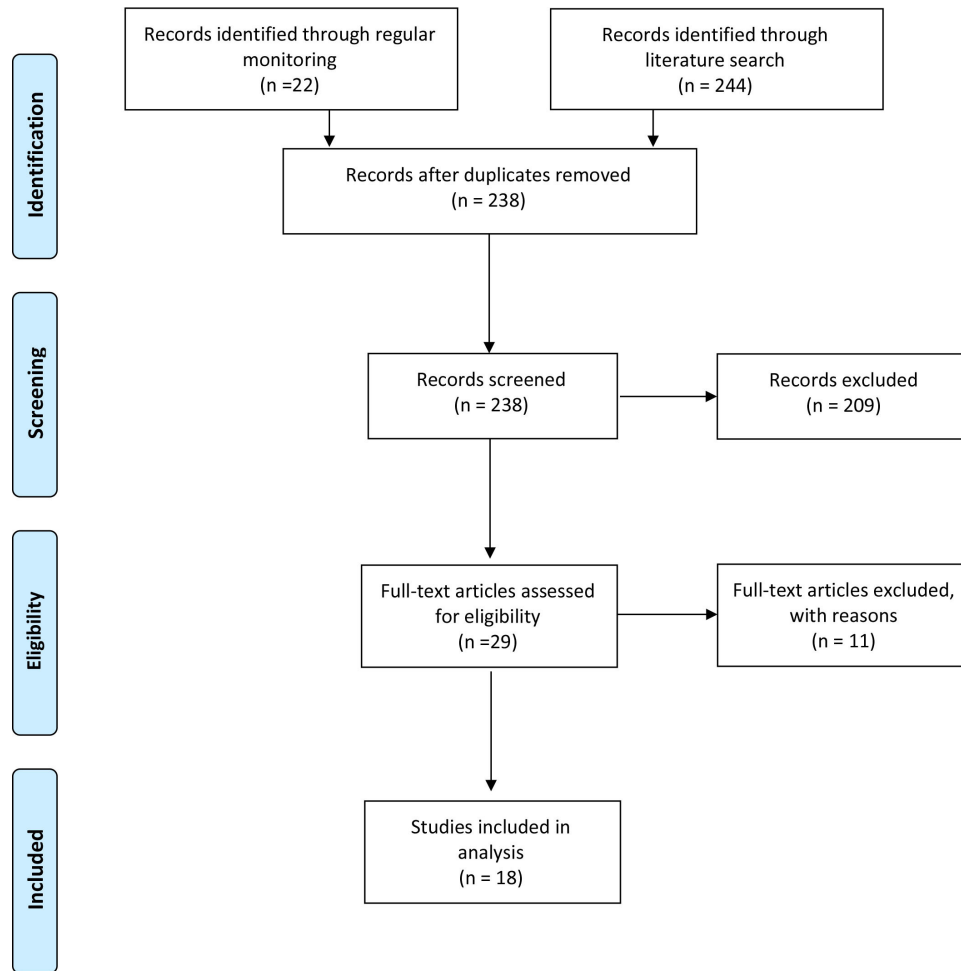 Identification
Records identified through regular
monitoring
(n =22)
Records identified through
literature search
(n = 244)
Records after duplicates removed
(n = 238)
Screening
Records screened
(n = 238)
Records excluded
(n = 209)
Eligibility
Full-text articles assessed
for eligibility
(n =29)
Full-text articles excluded,
with reasons
(n = 11)
Included
Studies included in
analysis
(n = 18)